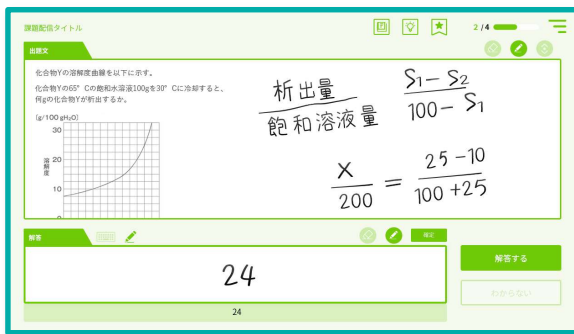 課題配信タイトル
2/4
出題文
化合物Yの溶解度曲線を以下に示す。
化合物Yの65°Cの飽和水溶液100gを30°Cに冷却すると、
何gの化合物Yが析出するか。
(g/100 gH₂O)
30
溶解度
20
10
0
析出量/飽和溶液量
S₁-S₂/100-S₁
X/200 = 25-10/100+25
解答
確定
24
24
解答する
わからない